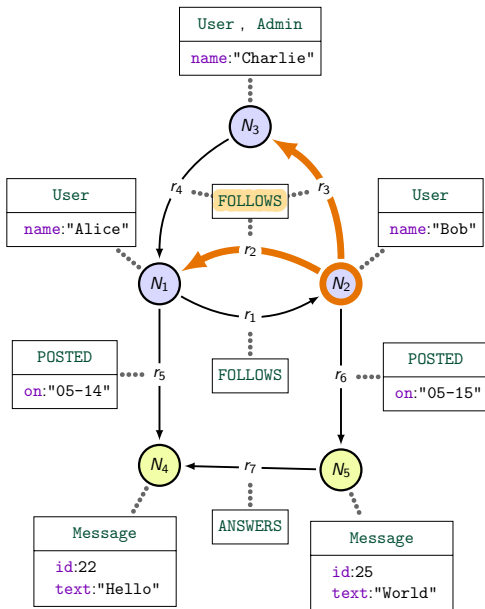 User , Admin
name:"Charlie"
N3
r4
FOLLOWS
r3
User
name:"Alice"
User
name:"Bob"
r2
N1
N2
r1
POSTED
on:"05-14"
r5
FOLLOWS
r6
POSTED
on:"05-15"
N4
r7
N5
Message
id:22
text:"Hello"
ANSWERS
Message
id:25
text:"World"